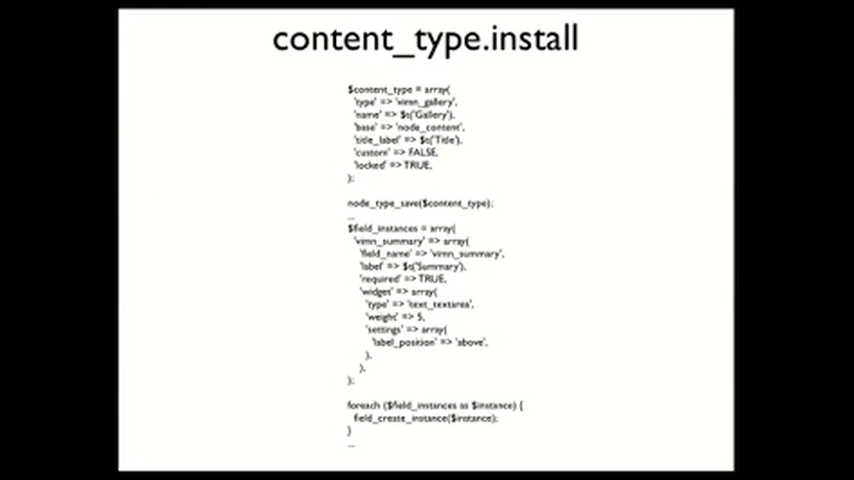 content_type.install
$content_type = array(
'type' => 'vimn_gallery',
'name' => $t('Gallery'),
'base' => 'node_content',
'title_label' => $t('Title'),
'custom' => FALSE,
'locked' => TRUE,
);
node_type_save($content_type);
...
$field_instances = array(
'vimn_summary' => array(
'field_name' => 'vimn_summary',
'label' => $t('Summary'),
'required' => TRUE,
'widget' => array(
'type' => 'text_textarea',
'weight' => 5,
'settings' => array(
'label_position' => 'above',
),
),
);
foreach ($field_instances as $instance) {
field_create_instance($instance);
}
...